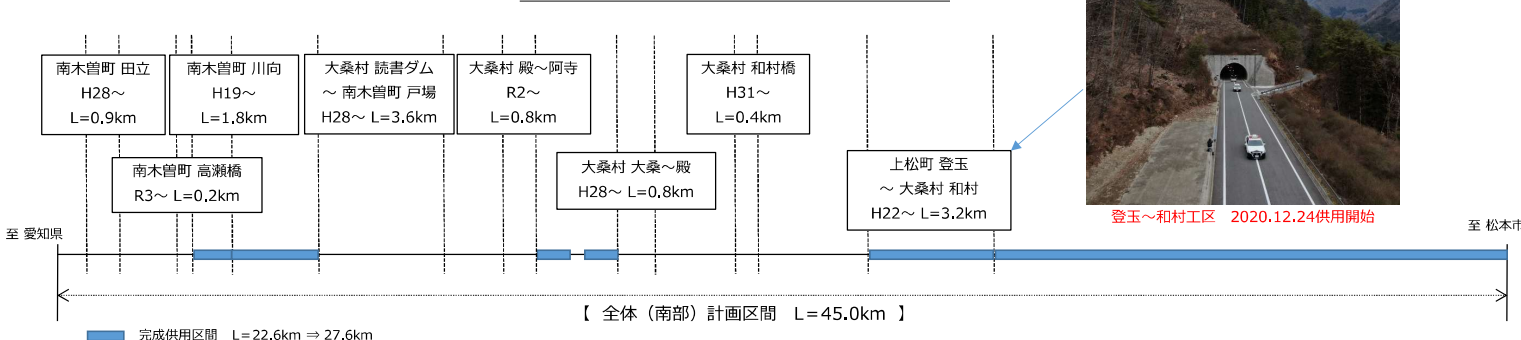 南木曽町 田立
H28～
L=0.9km
南木曽町 川向
H19～
L=1.8km
大桑村 読書ダム
～ 南木曽町 戸場
H28～ L=3.6km
大桑村 殿～阿寺
R2～
L=0.8km
大桑村 和村橋
H31～
L=0.4km
南木曽町 高瀬橋
R3～ L=0.2km
大桑村 大桑～殿
H28～ L=0.8km
上松町 登玉
～ 大桑村 和村
H22～ L=3.2km
登玉～和村工区 2020.12.24供用開始
至 愛知県
至 松本市
【 全体（南部）計画区間 L=45.0km 】
完成供用区間 L=22.6km ⇒ 27.6km